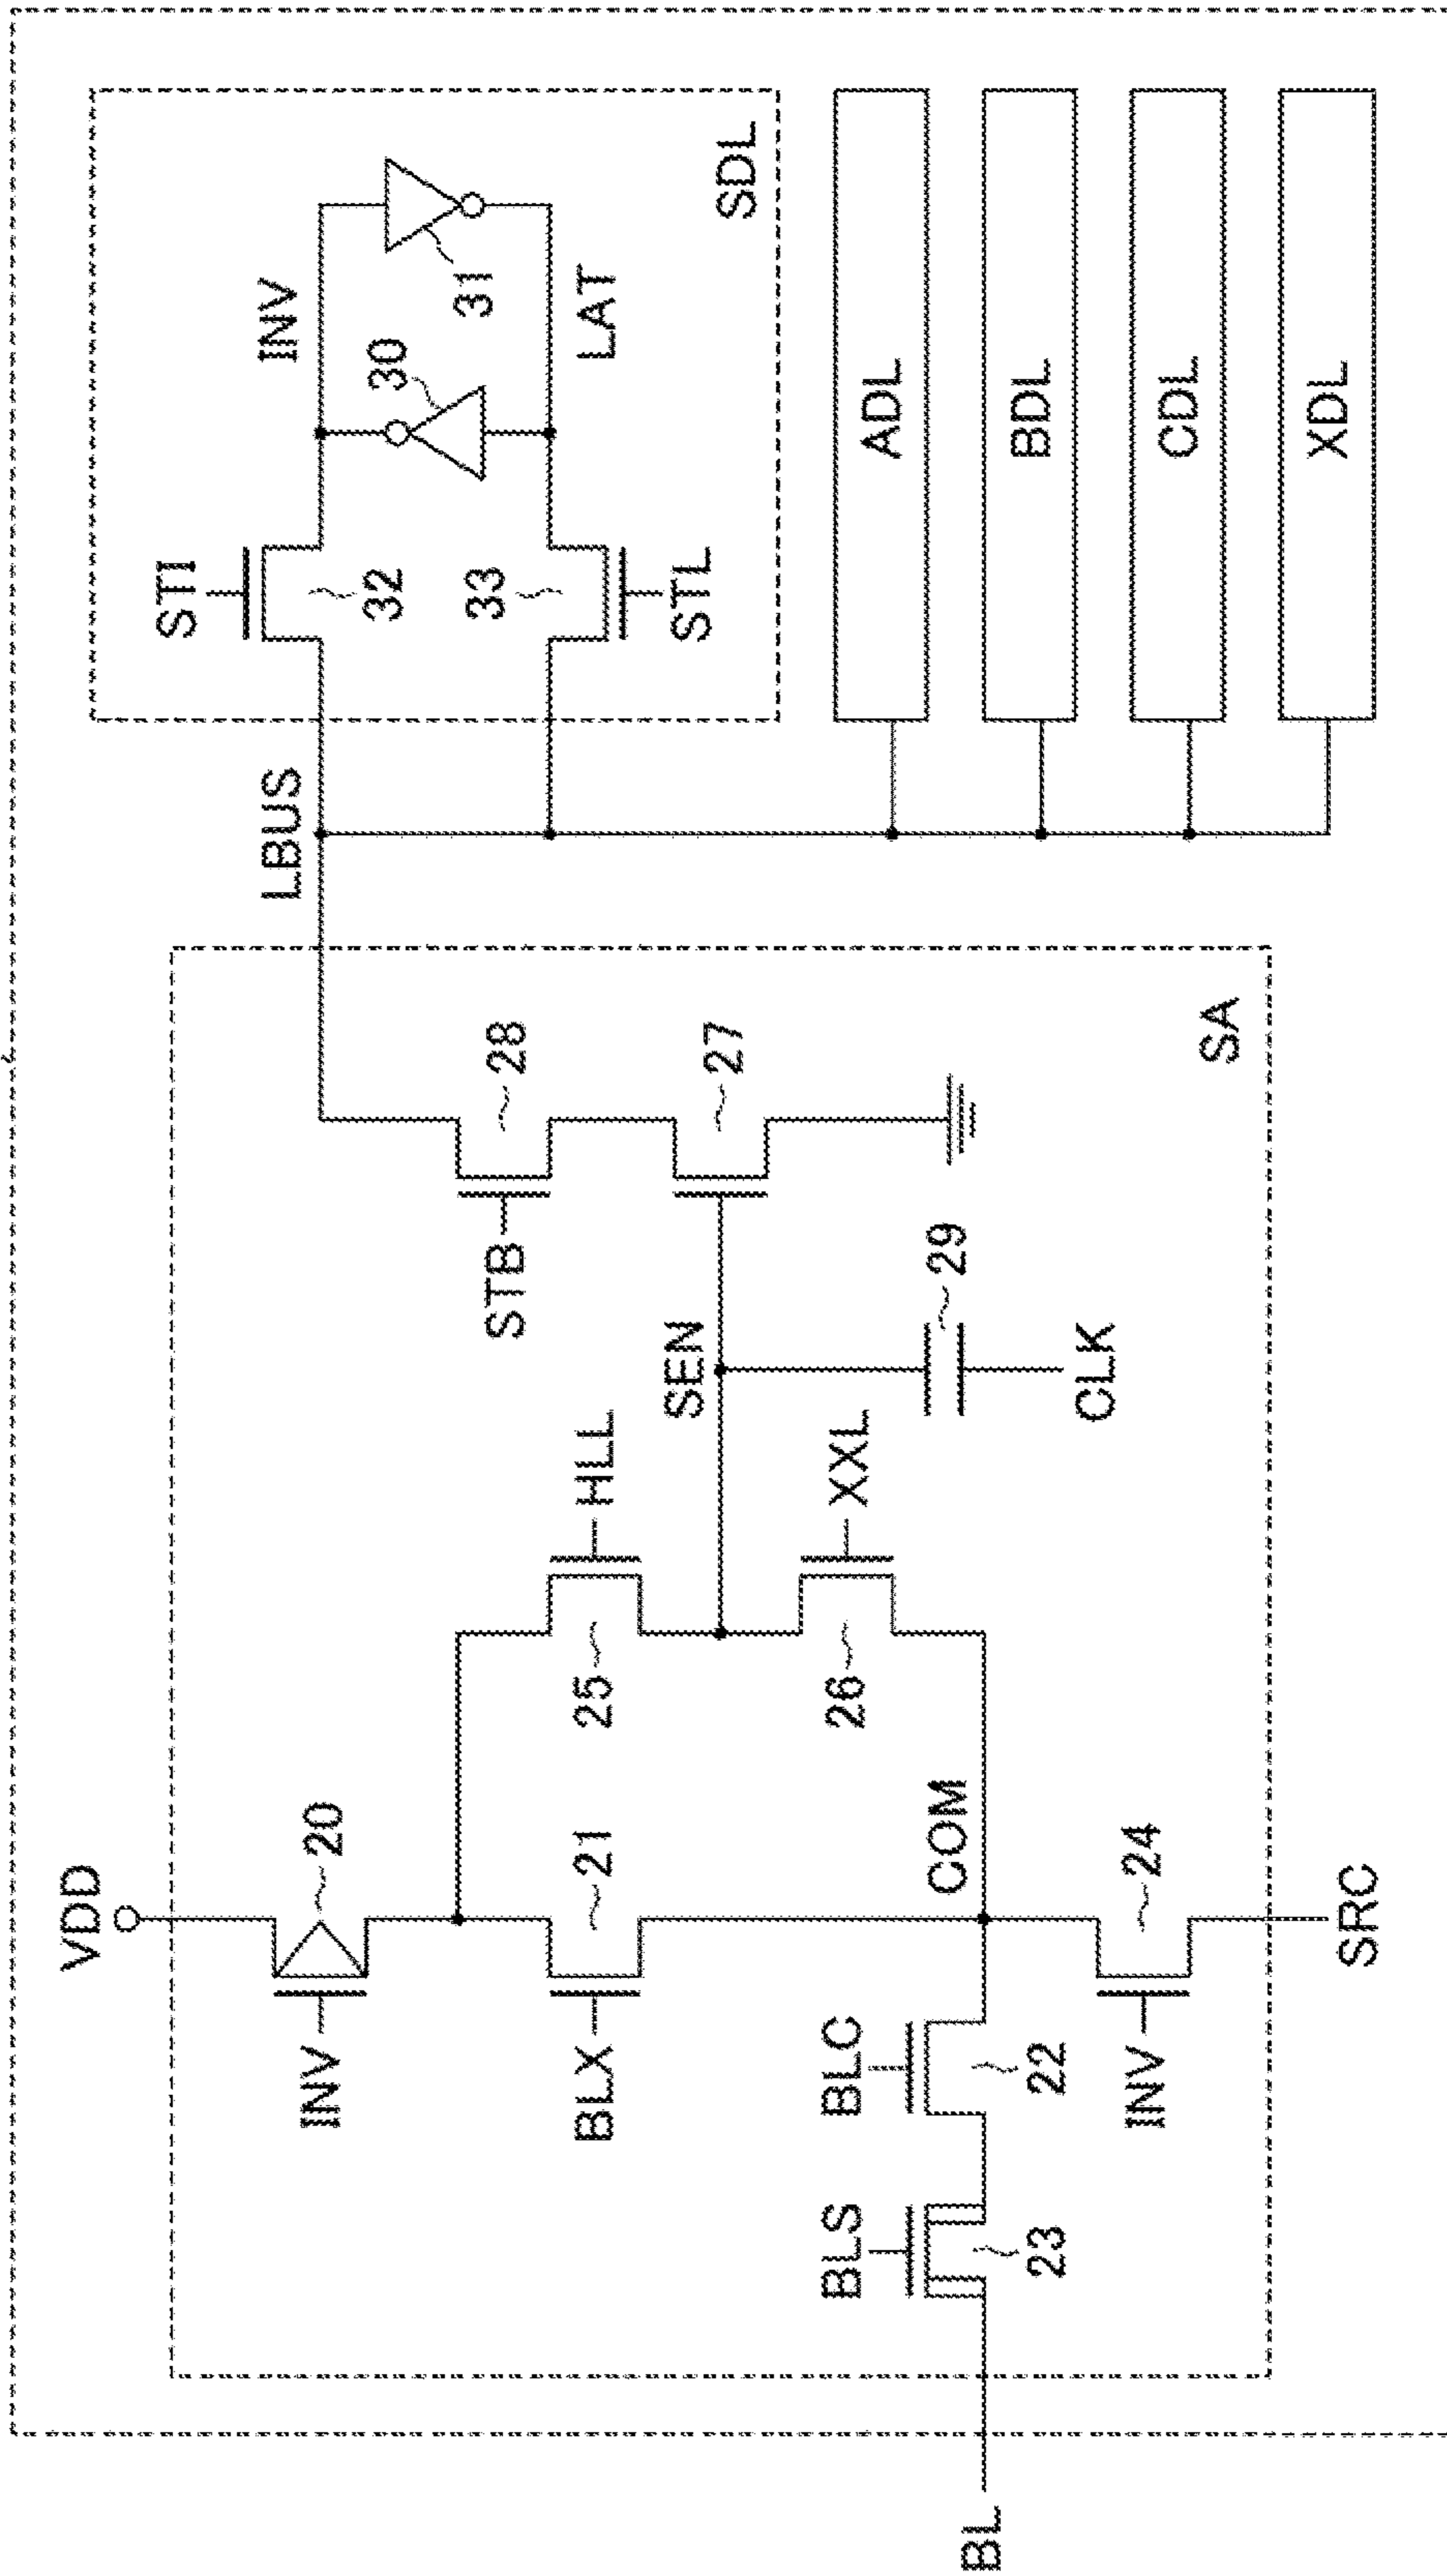 VDD
INV
20
BLX
21
25
HLL
STB
28
LBUS
STI
32
INV
30
31
33
LAT
STL
SDL
SEN
27
26
XXL
29
CLK
COM
BLS
23
BLC
22
INV
24
SA
BL
SRC
ADL
BDL
CDL
XDL